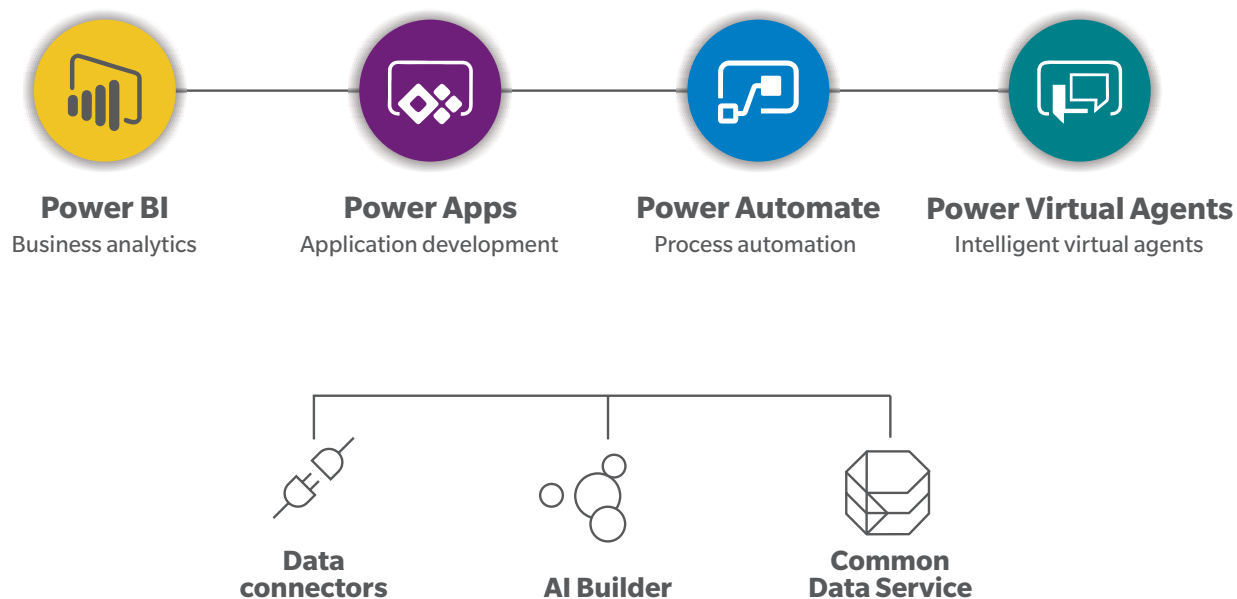 Power BI
Business analytics
Power Apps
Application development
Power Automate
Process automation
Power Virtual Agents
Intelligent virtual agents
Data
connectors
AI Builder
Common
Data Service